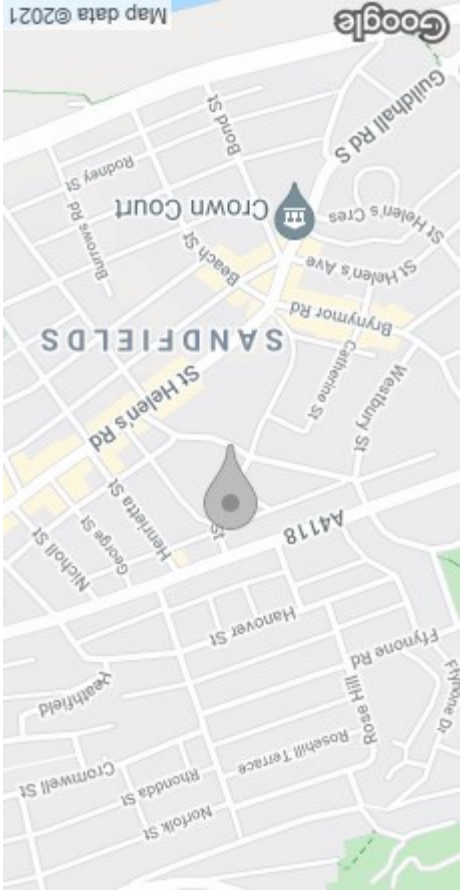 Norfolk St
Rhondda St
Cromwell St
Rosehill Terrace
Rose Hill
Heathfield
Ffynone Dr
Ffynone Rd
Hanover St
A4118
St
Henrietta St
George St
Nicholl St
Westbury St
Catherine St
St Helen's Rd
SANDFIELDS
Brynymor Rd
Beach St
St Helen's Ave
St Helen's Cres
Crown Court
Burrows Rd
Rodney St
Bond St
Guildhall Rd S
Google
Map data ©2021